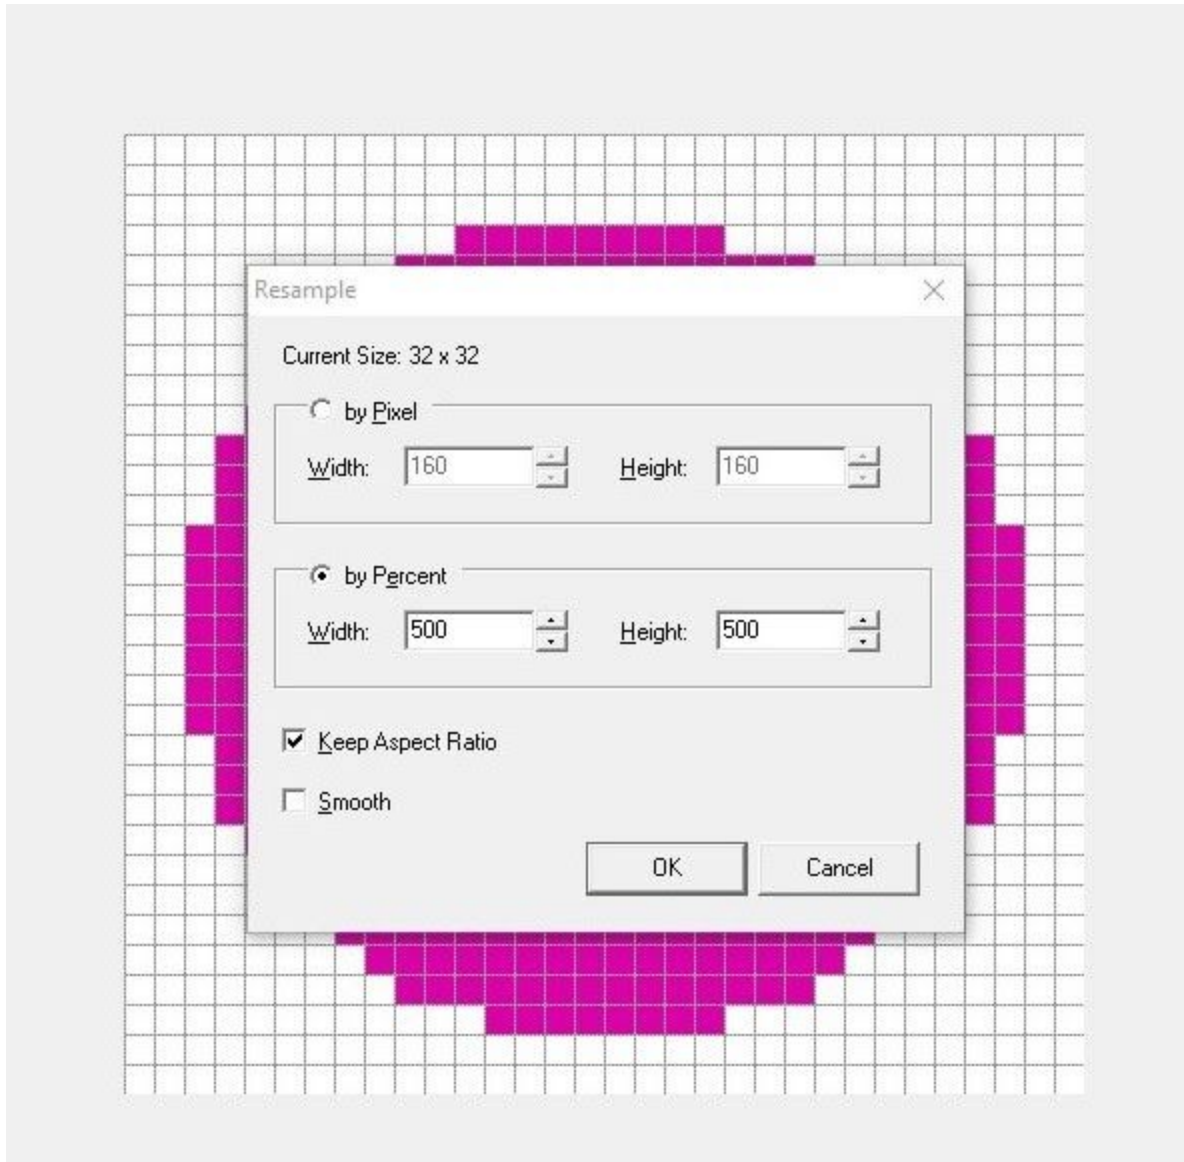 Resample
Current Size: 32 x 32
by Pixel
Width: 160 Height: 160
by Percent
Width: 500 Height: 500
Keep Aspect Ratio
Smooth
OK Cancel